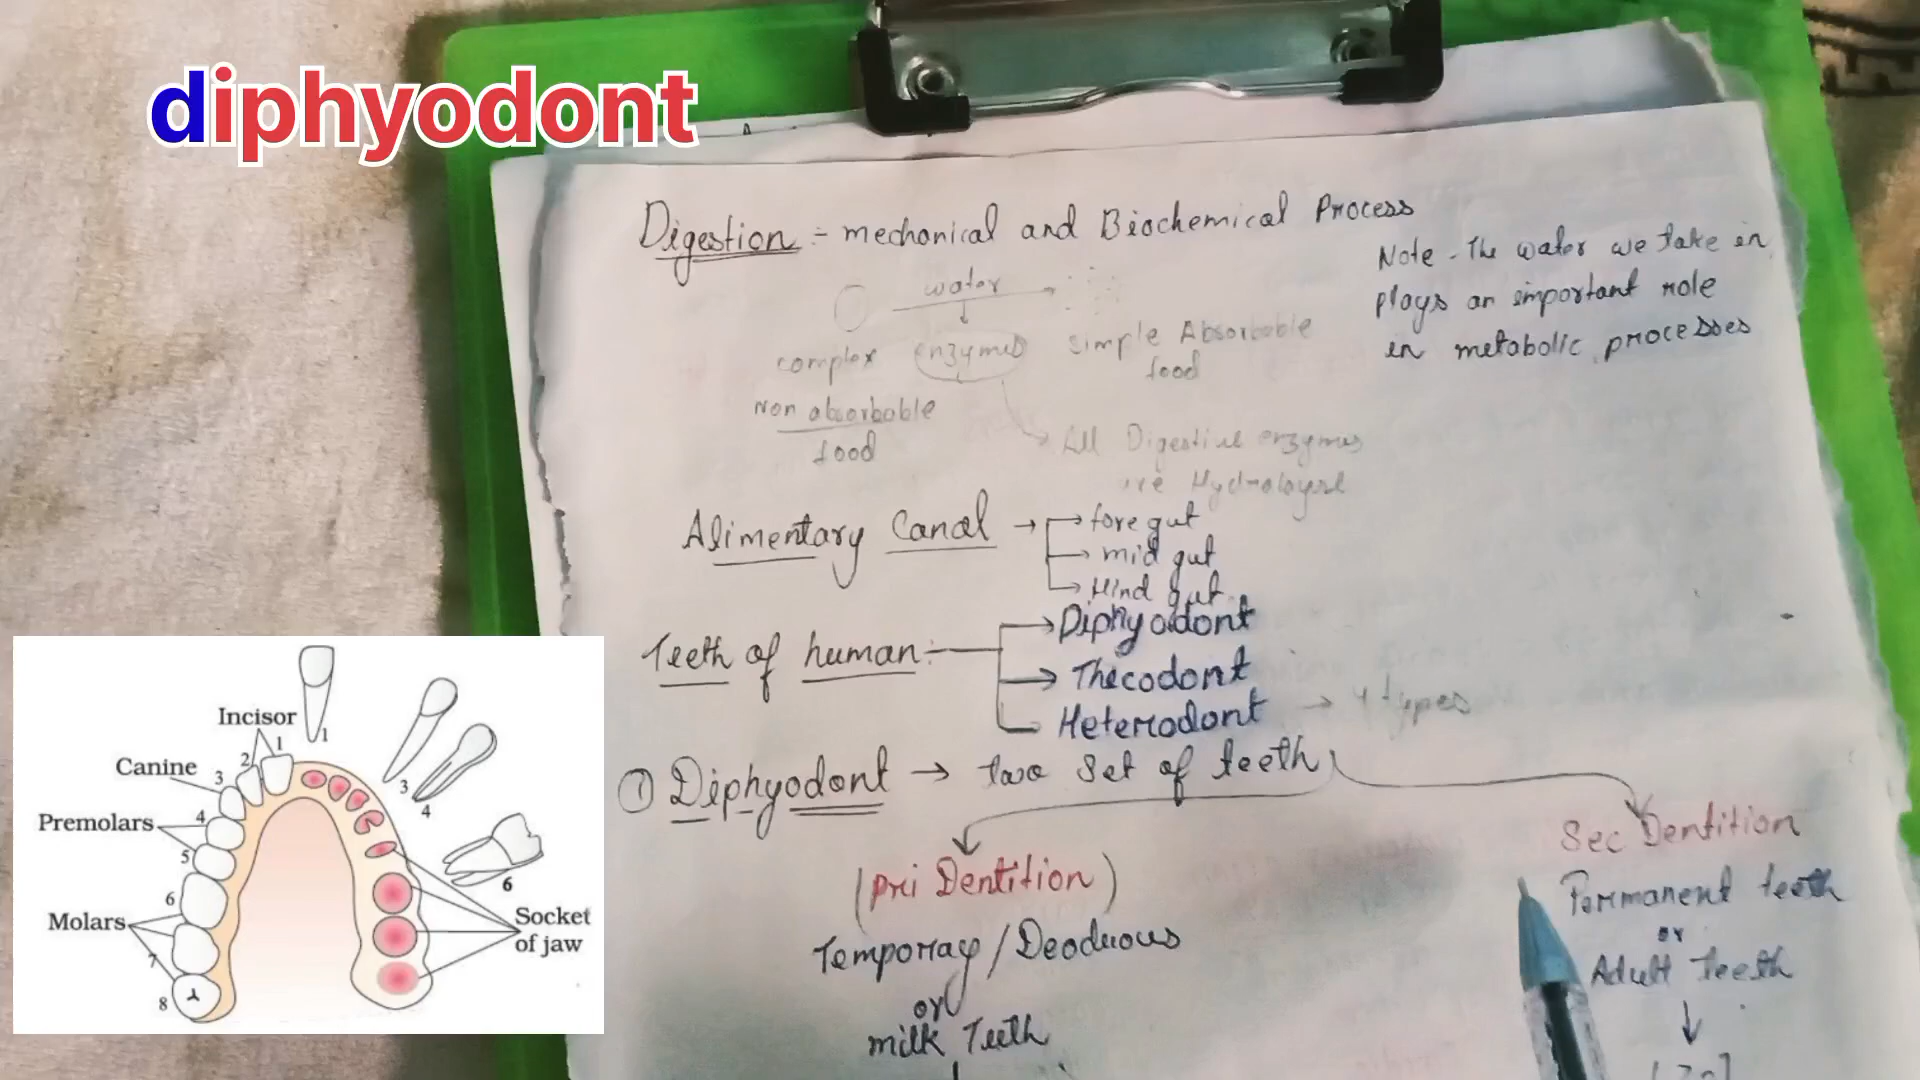 diphyodont
Digestion :- mechanical and Biochemical Process
Note - The water we take in
plays an important role
in metabolic processes
water
complex enzymes simple Absorbable
food
Non absorbable
food
All Digestive enzymes
Alimentary Canal → fore gut
mid gut
Hind gut
Teeth of human :- Diphyodont
Thecodont
Heterodont → 4 types
① Diphyodont → two set of teeth
(Pri Dentition)
Temporary / Deoduous
or
milk Teeth
Sec Dentition
Permanent teeth
or
Adult Teeth
Incisor
Canine
Premolars
Molars
Socket
of jaw
1
2
3
4
5
6
7
8
1
3
4
6